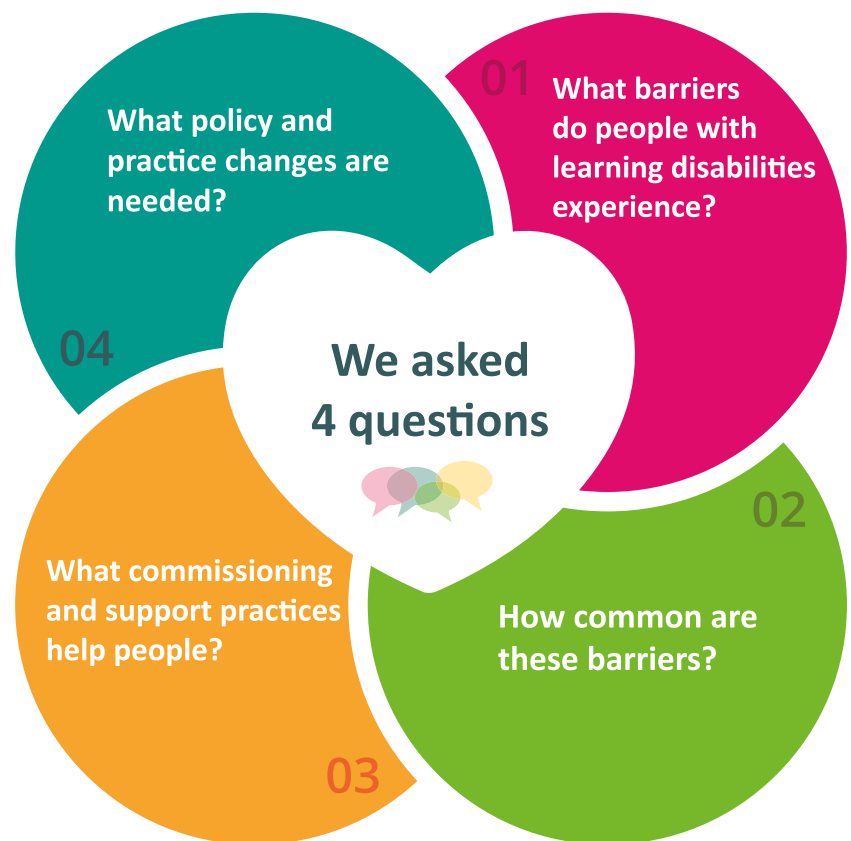 We asked
4 questions
01
What barriers
do people with
learning disabilities
experience?
02
How common are
these barriers?
03
What commissioning
and support practices
help people?
04
What policy and
practice changes are
needed?